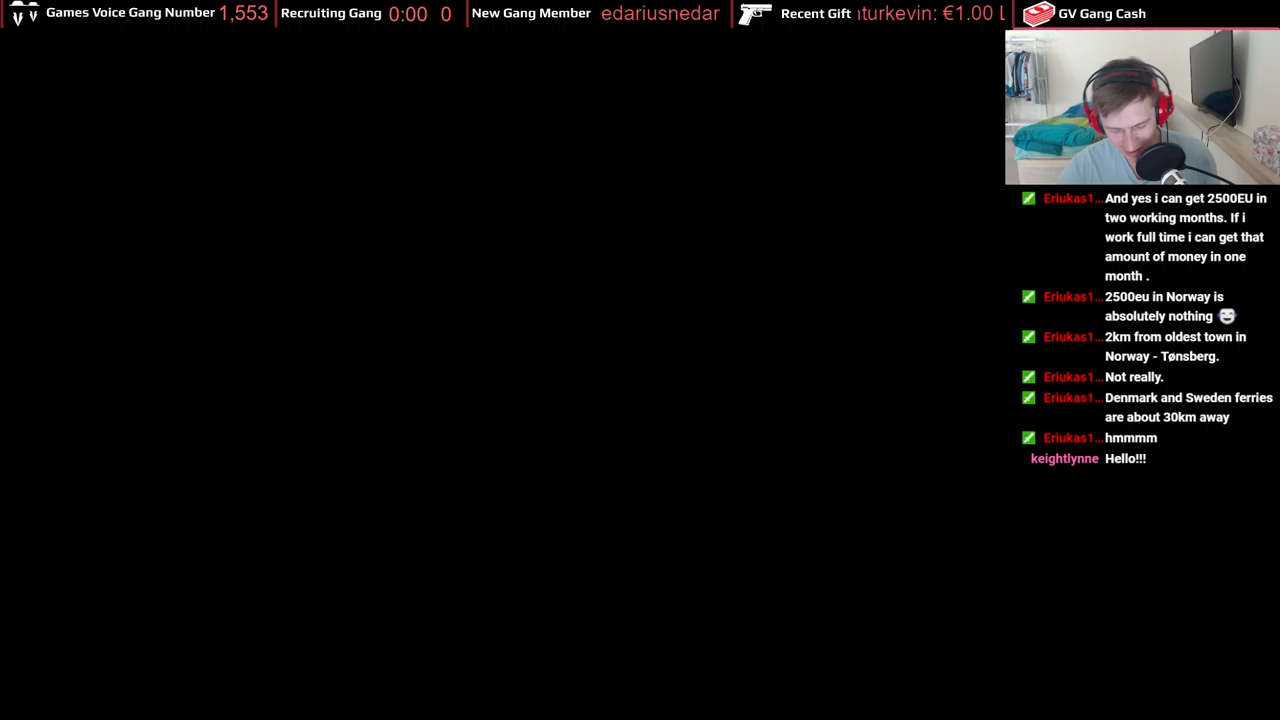 Games Voice Gang Number 1,553 Recruiting Gang 0:00 0 New Gang Member edariusnedar Recent Gift turkevin: €1.00 GV Gang Cash
Eriukas1... And yes i can get 2500EU in
two working months. If i
work full time i can get that
amount of money in one
month .
Eriukas1... 2500eu in Norway is
absolutely nothing
Eriukas1... 2km from oldest town in
Norway - Tønsberg.
Eriukas1... Not really.
Eriukas1... Denmark and Sweden ferries
are about 30km away
Eriukas1... hmmmm
keightlynne Hello!!!